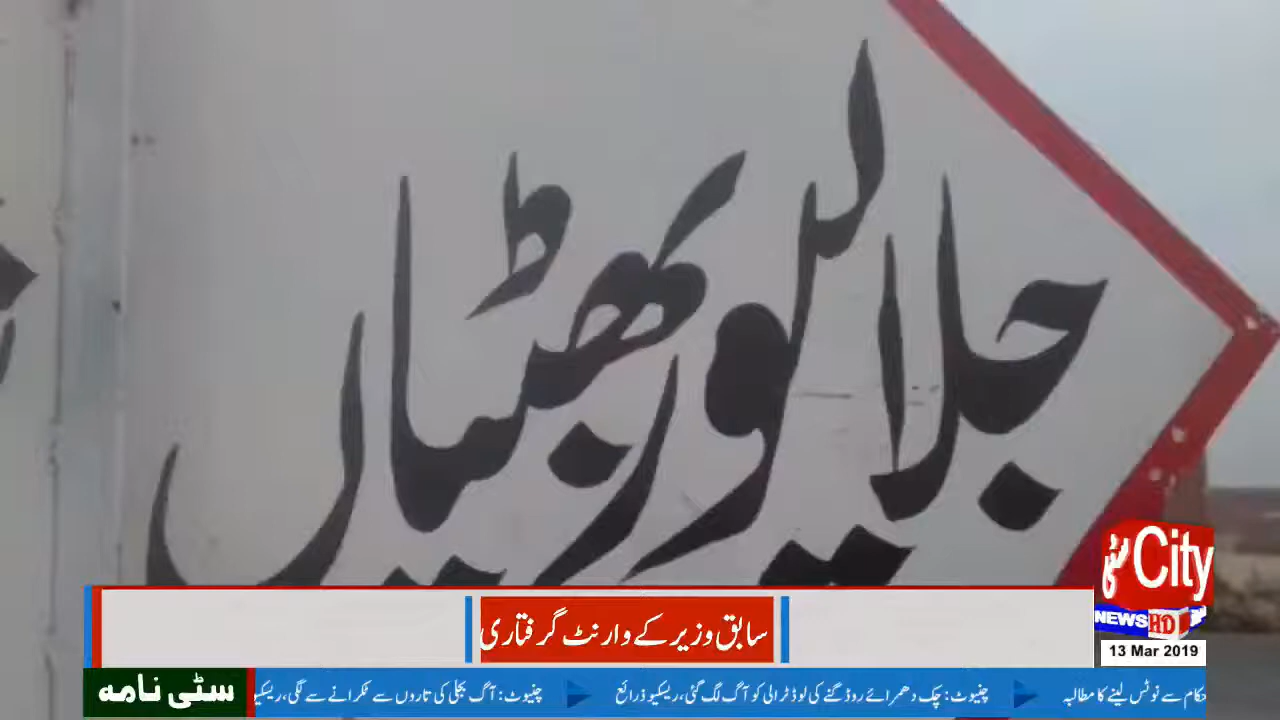 جلالپور بھٹیاں
سٹی City
NEWS HD
سابق وزیر کے وارنٹ گرفتاری
13 Mar 2019
سٹی نامہ
حکام سے نوٹس لینے کا مطالبہ چنیوٹ: چک دھمرائے روڈ گنے کی لوڈ ٹرالی کو آگ لگ گئی، ریسکیو ذرائع چنیوٹ: آگ بجلی کی تاروں سے ٹکرانے سے لگی، ریسکیو